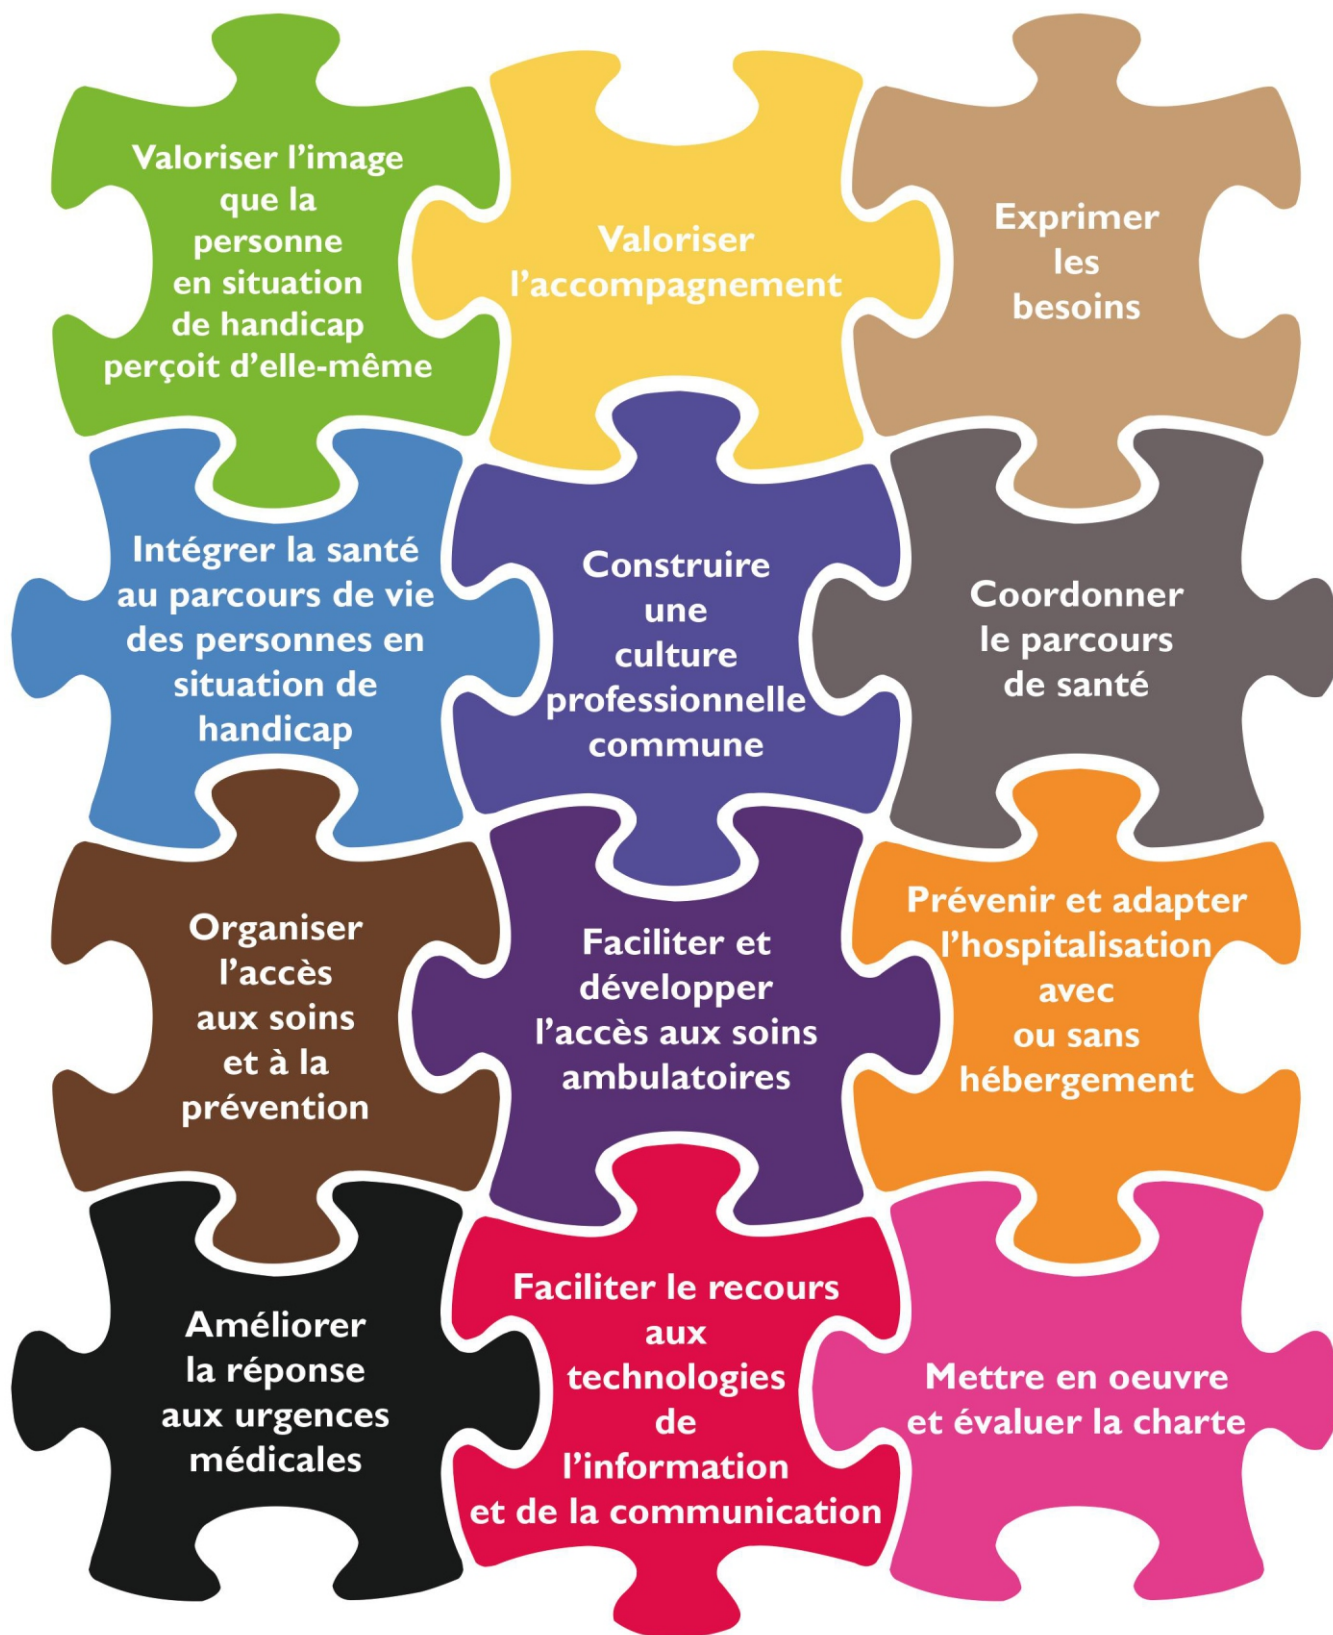 Valoriser l'image
que la
personne
en situation
de handicap
perçoit d'elle-même
Valoriser
l'accompagnement
Exprimer
les
besoins
Intégrer la santé
au parcours de vie
des personnes en
situation de
handicap
Construire
une
culture
professionnelle
commune
Coordonner
le parcours
de santé
Organiser
l'accès
aux soins
et à la
prévention
Faciliter et
développer
l'accès aux soins
ambulatoires
Prévenir et adapter
l'hospitalisation
avec
ou sans
hébergement
Améliorer
la réponse
aux urgences
médicales
Faciliter le recours
aux
technologies
de
l'information
et de la communication
Mettre en oeuvre
et évaluer la charte